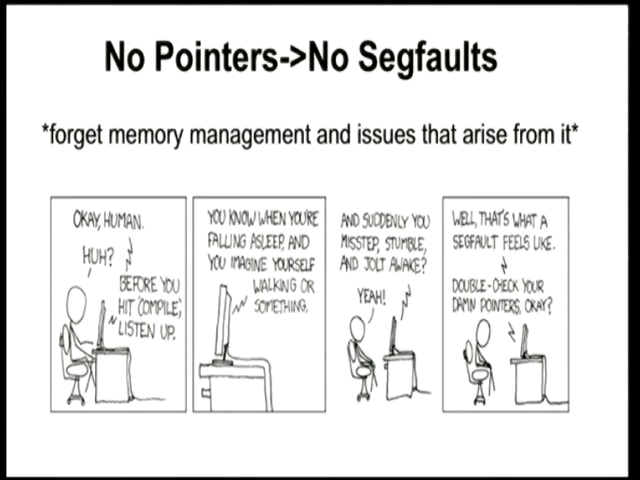 No Pointers->No Segfaults
*forget memory management and issues that arise from it*
OKAY, HUMAN.
HUH?
BEFORE YOU
HIT 'COMPILE,'
LISTEN UP.
YOU KNOW WHEN YOU'RE
FALLING ASLEEP, AND
YOU IMAGINE YOURSELF
WALKING OR
SOMETHING,
AND SUDDENLY YOU
MISSTEP, STUMBLE,
AND JOLT AWAKE?
YEAH!
WELL, THAT'S WHAT A
SEGFAULT FEELS LIKE.
DOUBLE-CHECK YOUR
DAMN POINTERS, OKAY?